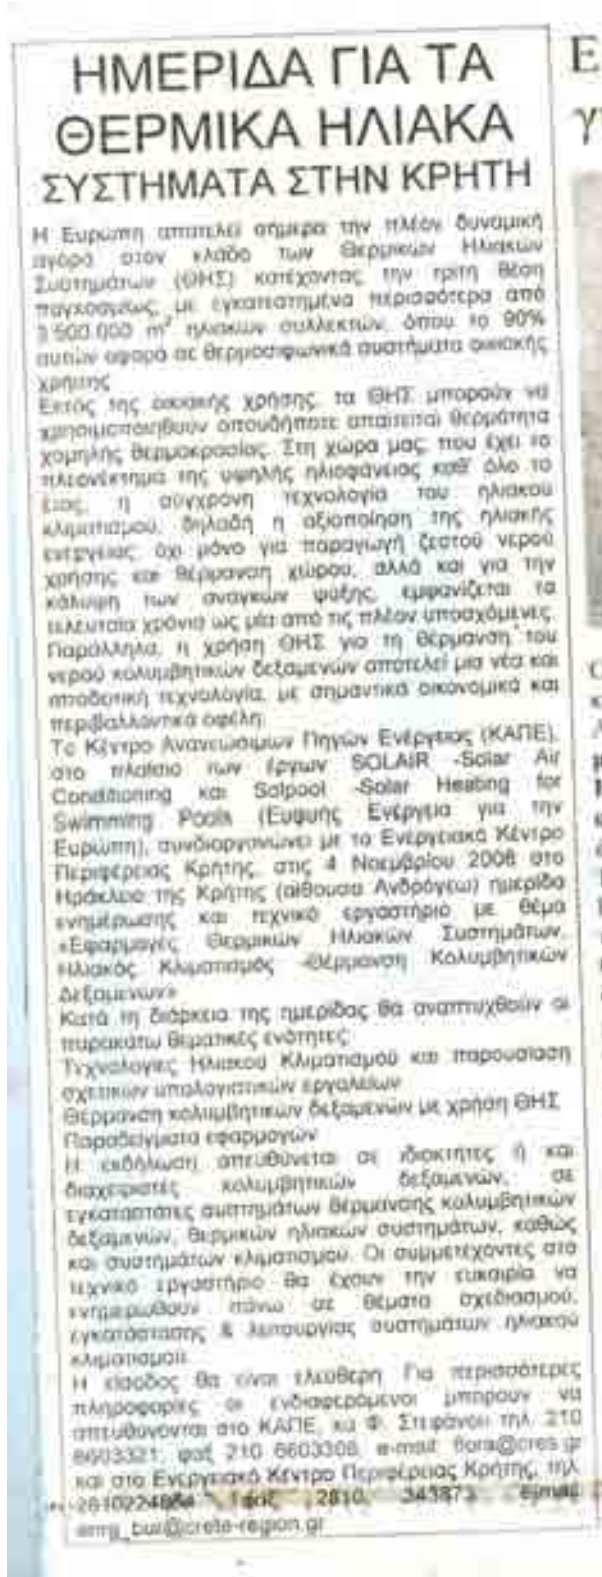 ΗΜΕΡΙΔΑ ΓΙΑ ΤΑ
ΘΕΡΜΙΚΑ ΗΛΙΑΚΑ
ΣΥΣΤΗΜΑΤΑ ΣΤΗΝ ΚΡΗΤΗ
Η Ευρώπη αποτελεί σήμερα την πλέον δυναμική
αγορά στον κλάδο των Θερμικών Ηλιακών
Συστημάτων (ΘΗΣ) κατέχοντας την τρίτη θέση
παγκοσμίως, με εγκατεστημένα περισσότερα από
3.500.000 m² ηλιακών συλλεκτών, όπου το 90%
αυτών αφορά σε θερμοσιφωνικά συστήματα οικιακής
χρήσης
Εκτός της οικιακής χρήσης, τα ΘΗΣ μπορούν να
χρησιμοποιηθούν οπουδήποτε απαιτείται θερμότητα
χαμηλής θερμοκρασίας. Στη χώρα μας, που έχει το
πλεονέκτημα της υψηλής ηλιοφάνειας καθ' όλο το
έτος, η σύγχρονη τεχνολογία του ηλιακού
κλιματισμού, δηλαδή η αξιοποίηση της ηλιακής
ενέργειας όχι μόνο για παραγωγή ζεστού νερού
χρήσης και θέρμανση χώρου, αλλά και για την
κάλυψη των αναγκών ψύξης, εμφανίζεται τα
τελευταία χρόνια ως μία από τις πλέον υποσχόμενες.
Παράλληλα, η χρήση ΘΗΣ για τη θέρμανση του
νερού κολυμβητικών δεξαμενών αποτελεί μια νέα και
αποδοτική τεχνολογία, με σημαντικά οικονομικά και
περιβαλλοντικά οφέλη.
Το Κέντρο Ανανεώσιμων Πηγών Ενέργειας (ΚΑΠΕ),
στο πλαίσιο των έργων SOLAIR -Solar Air
Conditioning και Solpool -Solar Heating for
Swimming Pools (Ευφυής Ενέργεια για την
Ευρώπη), συνδιοργανώνει με το Ενεργειακό Κέντρο
Περιφέρειας Κρήτης, στις 4 Νοεμβρίου 2008 στο
Ηράκλειο της Κρήτης (αίθουσα Ανδρόγεω) ημερίδα
ενημέρωσης και τεχνικό εργαστήριο με θέμα
«Εφαρμογές Θερμικών Ηλιακών Συστημάτων,
Ηλιακός Κλιματισμός -Θέρμανση Κολυμβητικών
Δεξαμενών»
Κατά τη διάρκεια της ημερίδας θα αναπτυχθούν οι
παρακάτω θεματικές ενότητες:
Τεχνολογίες Ηλιακού Κλιματισμού και παρουσίαση
σχετικών υπολογιστικών εργαλείων
Θέρμανση κολυμβητικών δεξαμενών με χρήση ΘΗΣ
Παραδείγματα εφαρμογών
Η εκδήλωση απευθύνεται σε ιδιοκτήτες ή και
διαχειριστές κολυμβητικών δεξαμενών, σε
εγκαταστάτες συστημάτων θέρμανσης κολυμβητικών
δεξαμενών, θερμικών ηλιακών συστημάτων, καθώς
και συστημάτων κλιματισμού. Οι συμμετέχοντες στο
τεχνικό εργαστήριο θα έχουν την ευκαιρία να
ενημερωθούν πάνω σε θέματα σχεδιασμού,
εγκατάστασης & λειτουργίας συστημάτων ηλιακού
κλιματισμού.
Η είσοδος θα είναι ελεύθερη. Για περισσότερες
πληροφορίες οι ενδιαφερόμενοι μπορούν να
απευθύνονται στο ΚΑΠΕ, κα Φ. Στεφάνου τηλ. 210
6603321, φαξ 210 6603308, e-mail: flora@cres.gr
και στο Ενεργειακό Κέντρο Περιφέρειας Κρήτης, τηλ
φαξ 2810, 343873 e-mail
@crete-region.gr